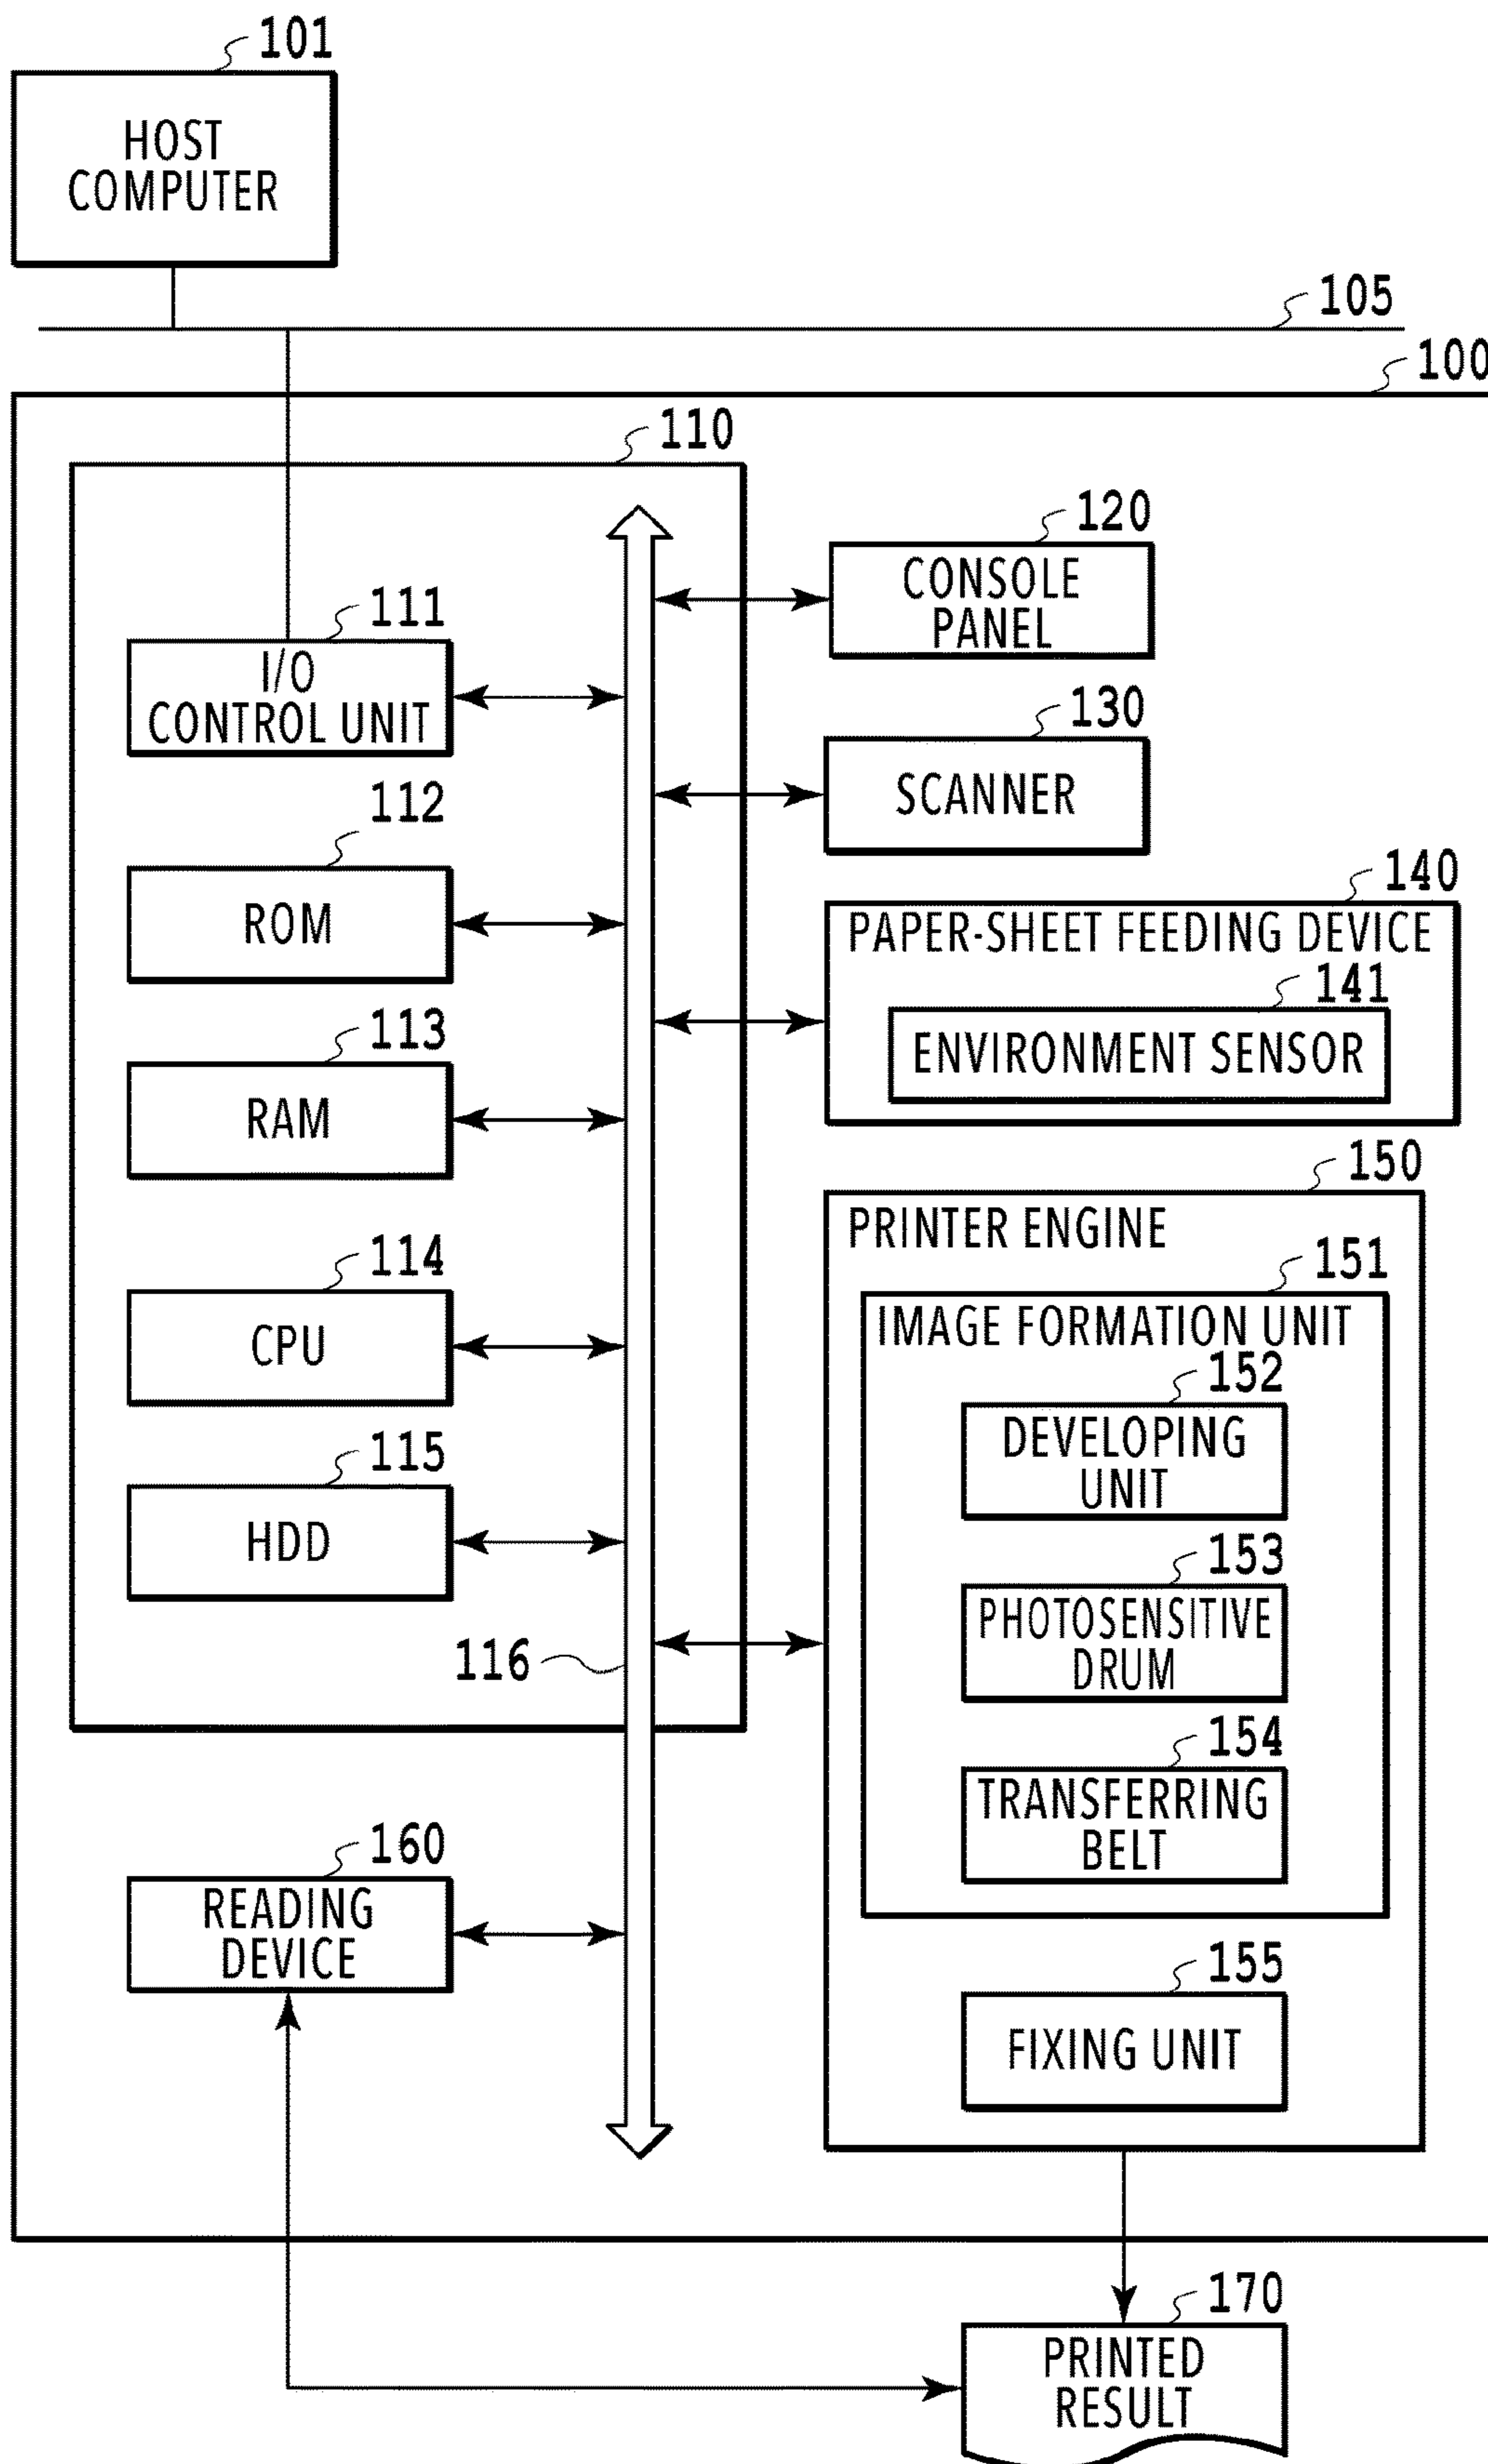 101
HOST
COMPUTER
105
100
110
120
CONSOLE
PANEL
111
I/O
CONTROL UNIT
130
SCANNER
112
ROM
140
PAPER-SHEET FEEDING DEVICE
141
ENVIRONMENT SENSOR
113
RAM
150
PRINTER ENGINE
151
IMAGE FORMATION UNIT
114
CPU
152
DEVELOPING
UNIT
115
HDD
153
PHOTOSENSITIVE
DRUM
116
154
TRANSFERRING
BELT
160
READING
DEVICE
155
FIXING UNIT
170
PRINTED
RESULT